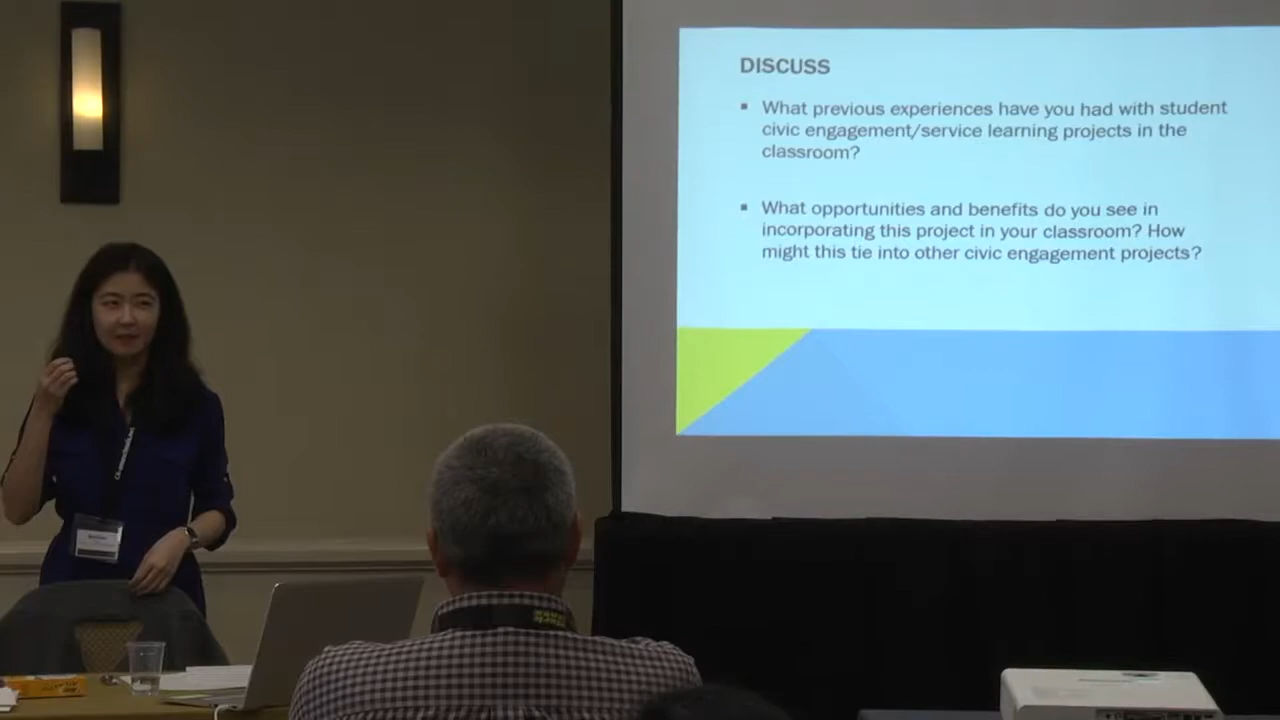 DISCUSS
What previous experiences have you had with student
civic engagement/service learning projects in the
classroom?
What opportunities and benefits do you see in
incorporating this project in your classroom? How
might this tie into other civic engagement projects?